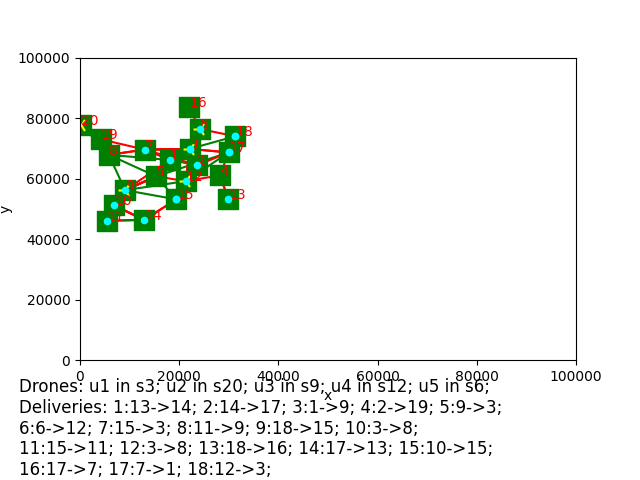 100000
80000
60000
40000
20000
0
0 20000 40000 60000 80000 100000
x
y
16
Drones: u1 in s3; u2 in s20; u3 in s9; u4 in s12; u5 in s6;
Deliveries: 1:13->14; 2:14->17; 3:1->9; 4:2->19; 5:9->3;
6:6->12; 7:15->3; 8:11->9; 9:18->15; 10:3->8;
11:15->11; 12:3->8; 13:18->16; 14:17->13; 15:10->15;
16:17->7; 17:7->1; 18:12->3;